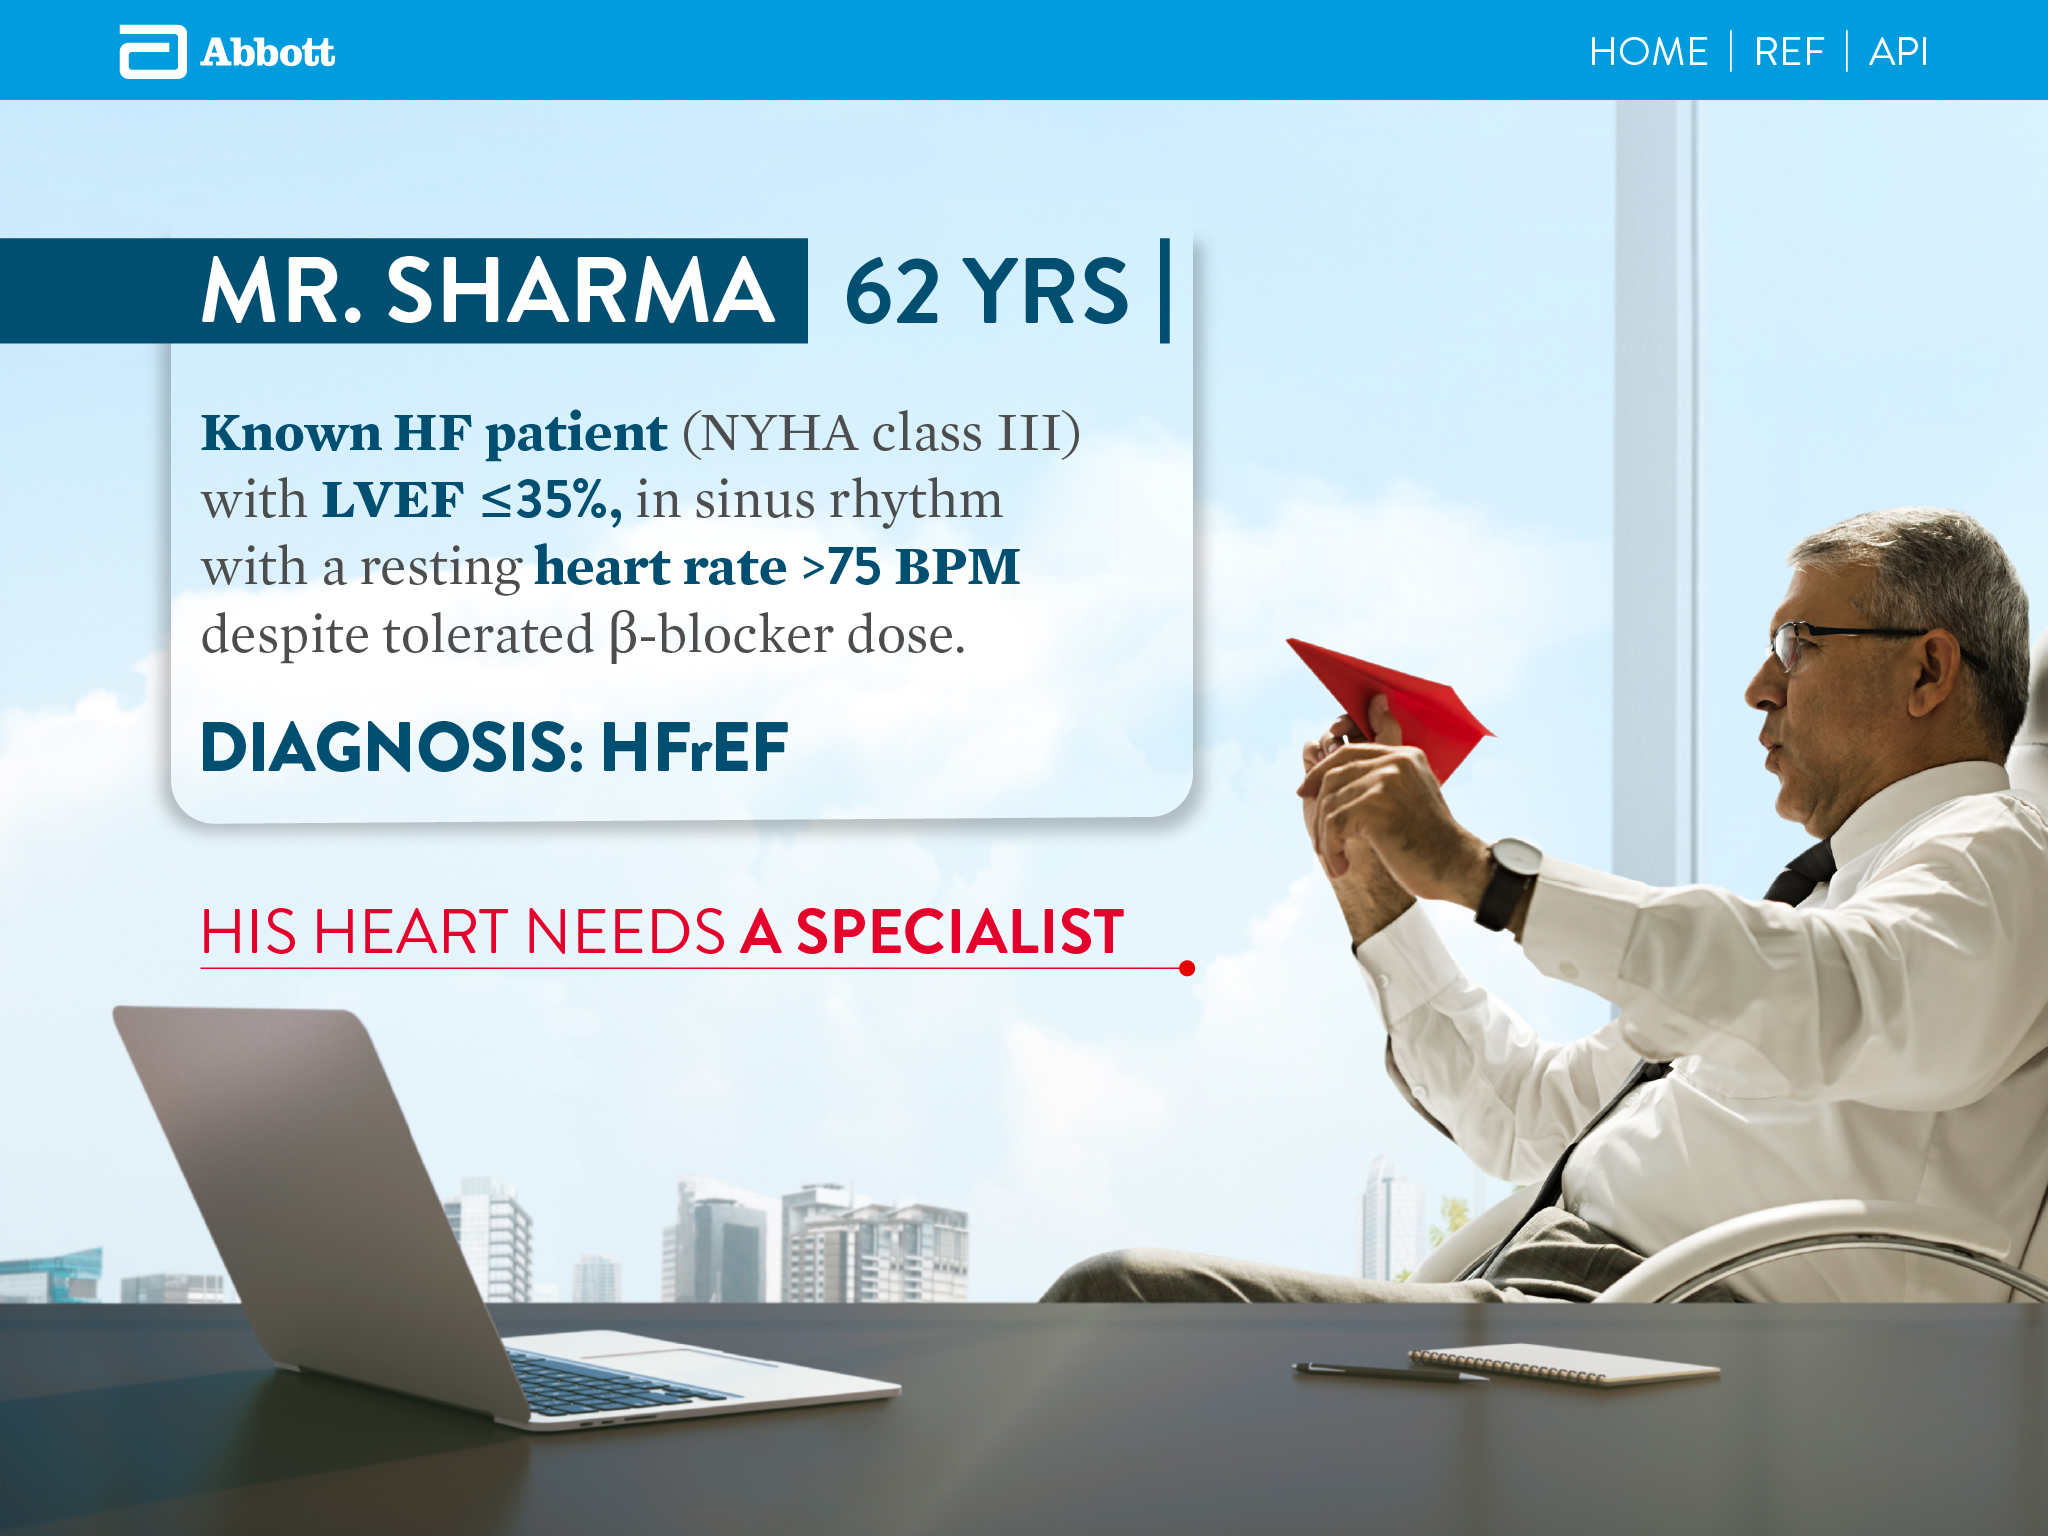 Abbott
HOME | REF | API
MR. SHARMA 62 YRS
Known HF patient (NYHA class III)
with LVEF ≤35%, in sinus rhythm
with a resting heart rate >75 BPM
despite tolerated β-blocker dose.
DIAGNOSIS: HFrEF
HIS HEART NEEDS A SPECIALIST